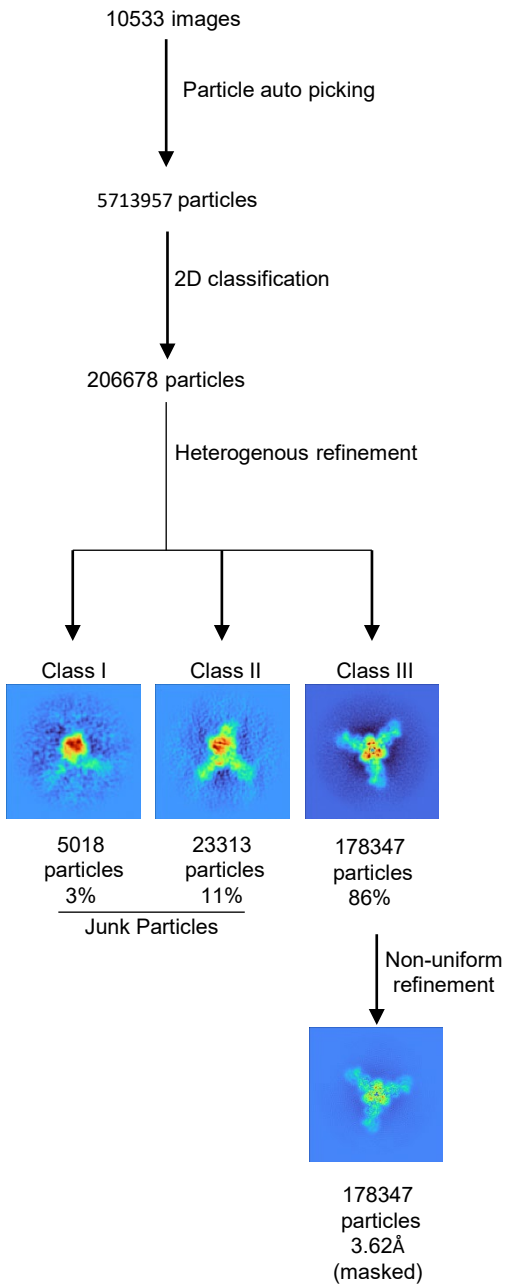 10533 images
Particle auto picking
5713957 particles
2D classification
206678 particles
Heterogenous refinement
Class I
Class II
Class III
5018
particles
3%
23313
particles
11%
178347
particles
86%
Junk Particles
Non-uniform
refinement
178347
particles
3.62Å
(masked)